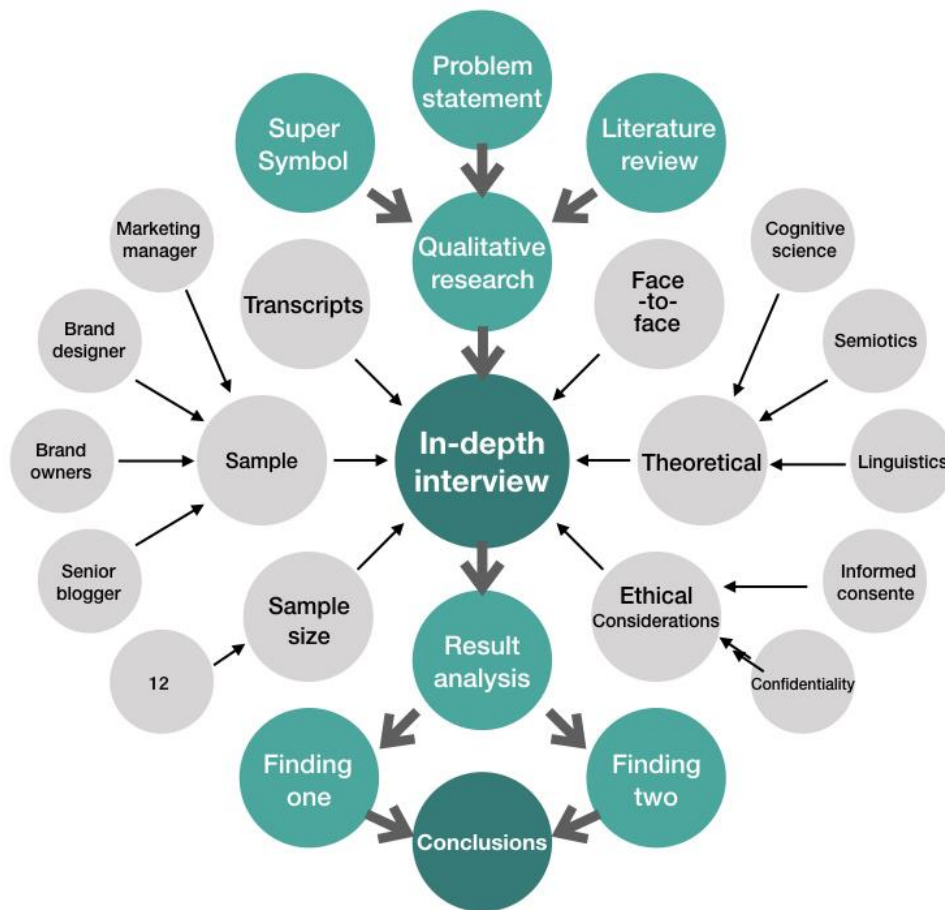 Problem
statement
Super
Symbol
Literature
review
Marketing
manager
Qualitative
research
Cognitive
science
Transcripts
Face
-to-
face
Brand
designer
Semiotics
Brand
owners
Sample
In-depth
interview
Theoretical
Linguistics
Senior
blogger
Sample
size
Ethical
Considerations
Informed
consente
12
Result
analysis
Confidentiality
Finding
one
Finding
two
Conclusions